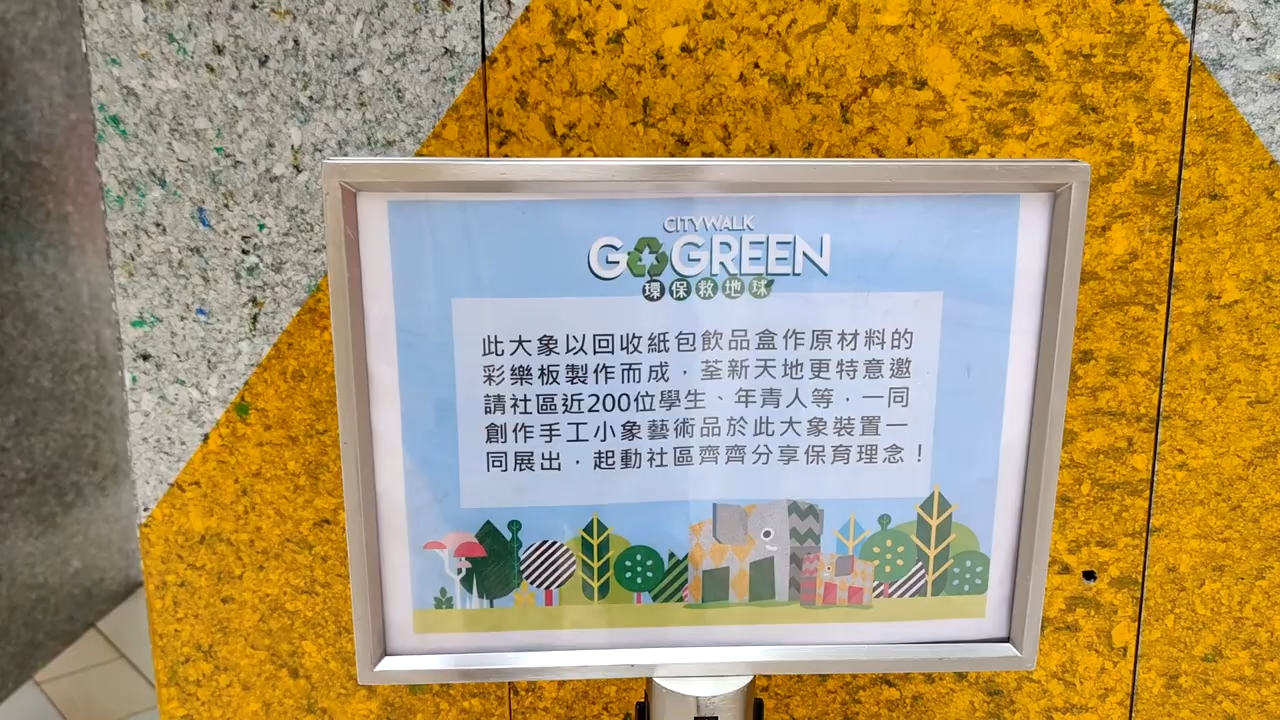 CITYWALK
GO GREEN
環保救地球
此大象以回收紙包飲品盒作原材料的
彩樂板製作而成，荃新天地更特意邀
請社區近200位學生、年青人等，一同
創作手工小象藝術品於此大象裝置一
同展出，起動社區齊齊分享保育理念！